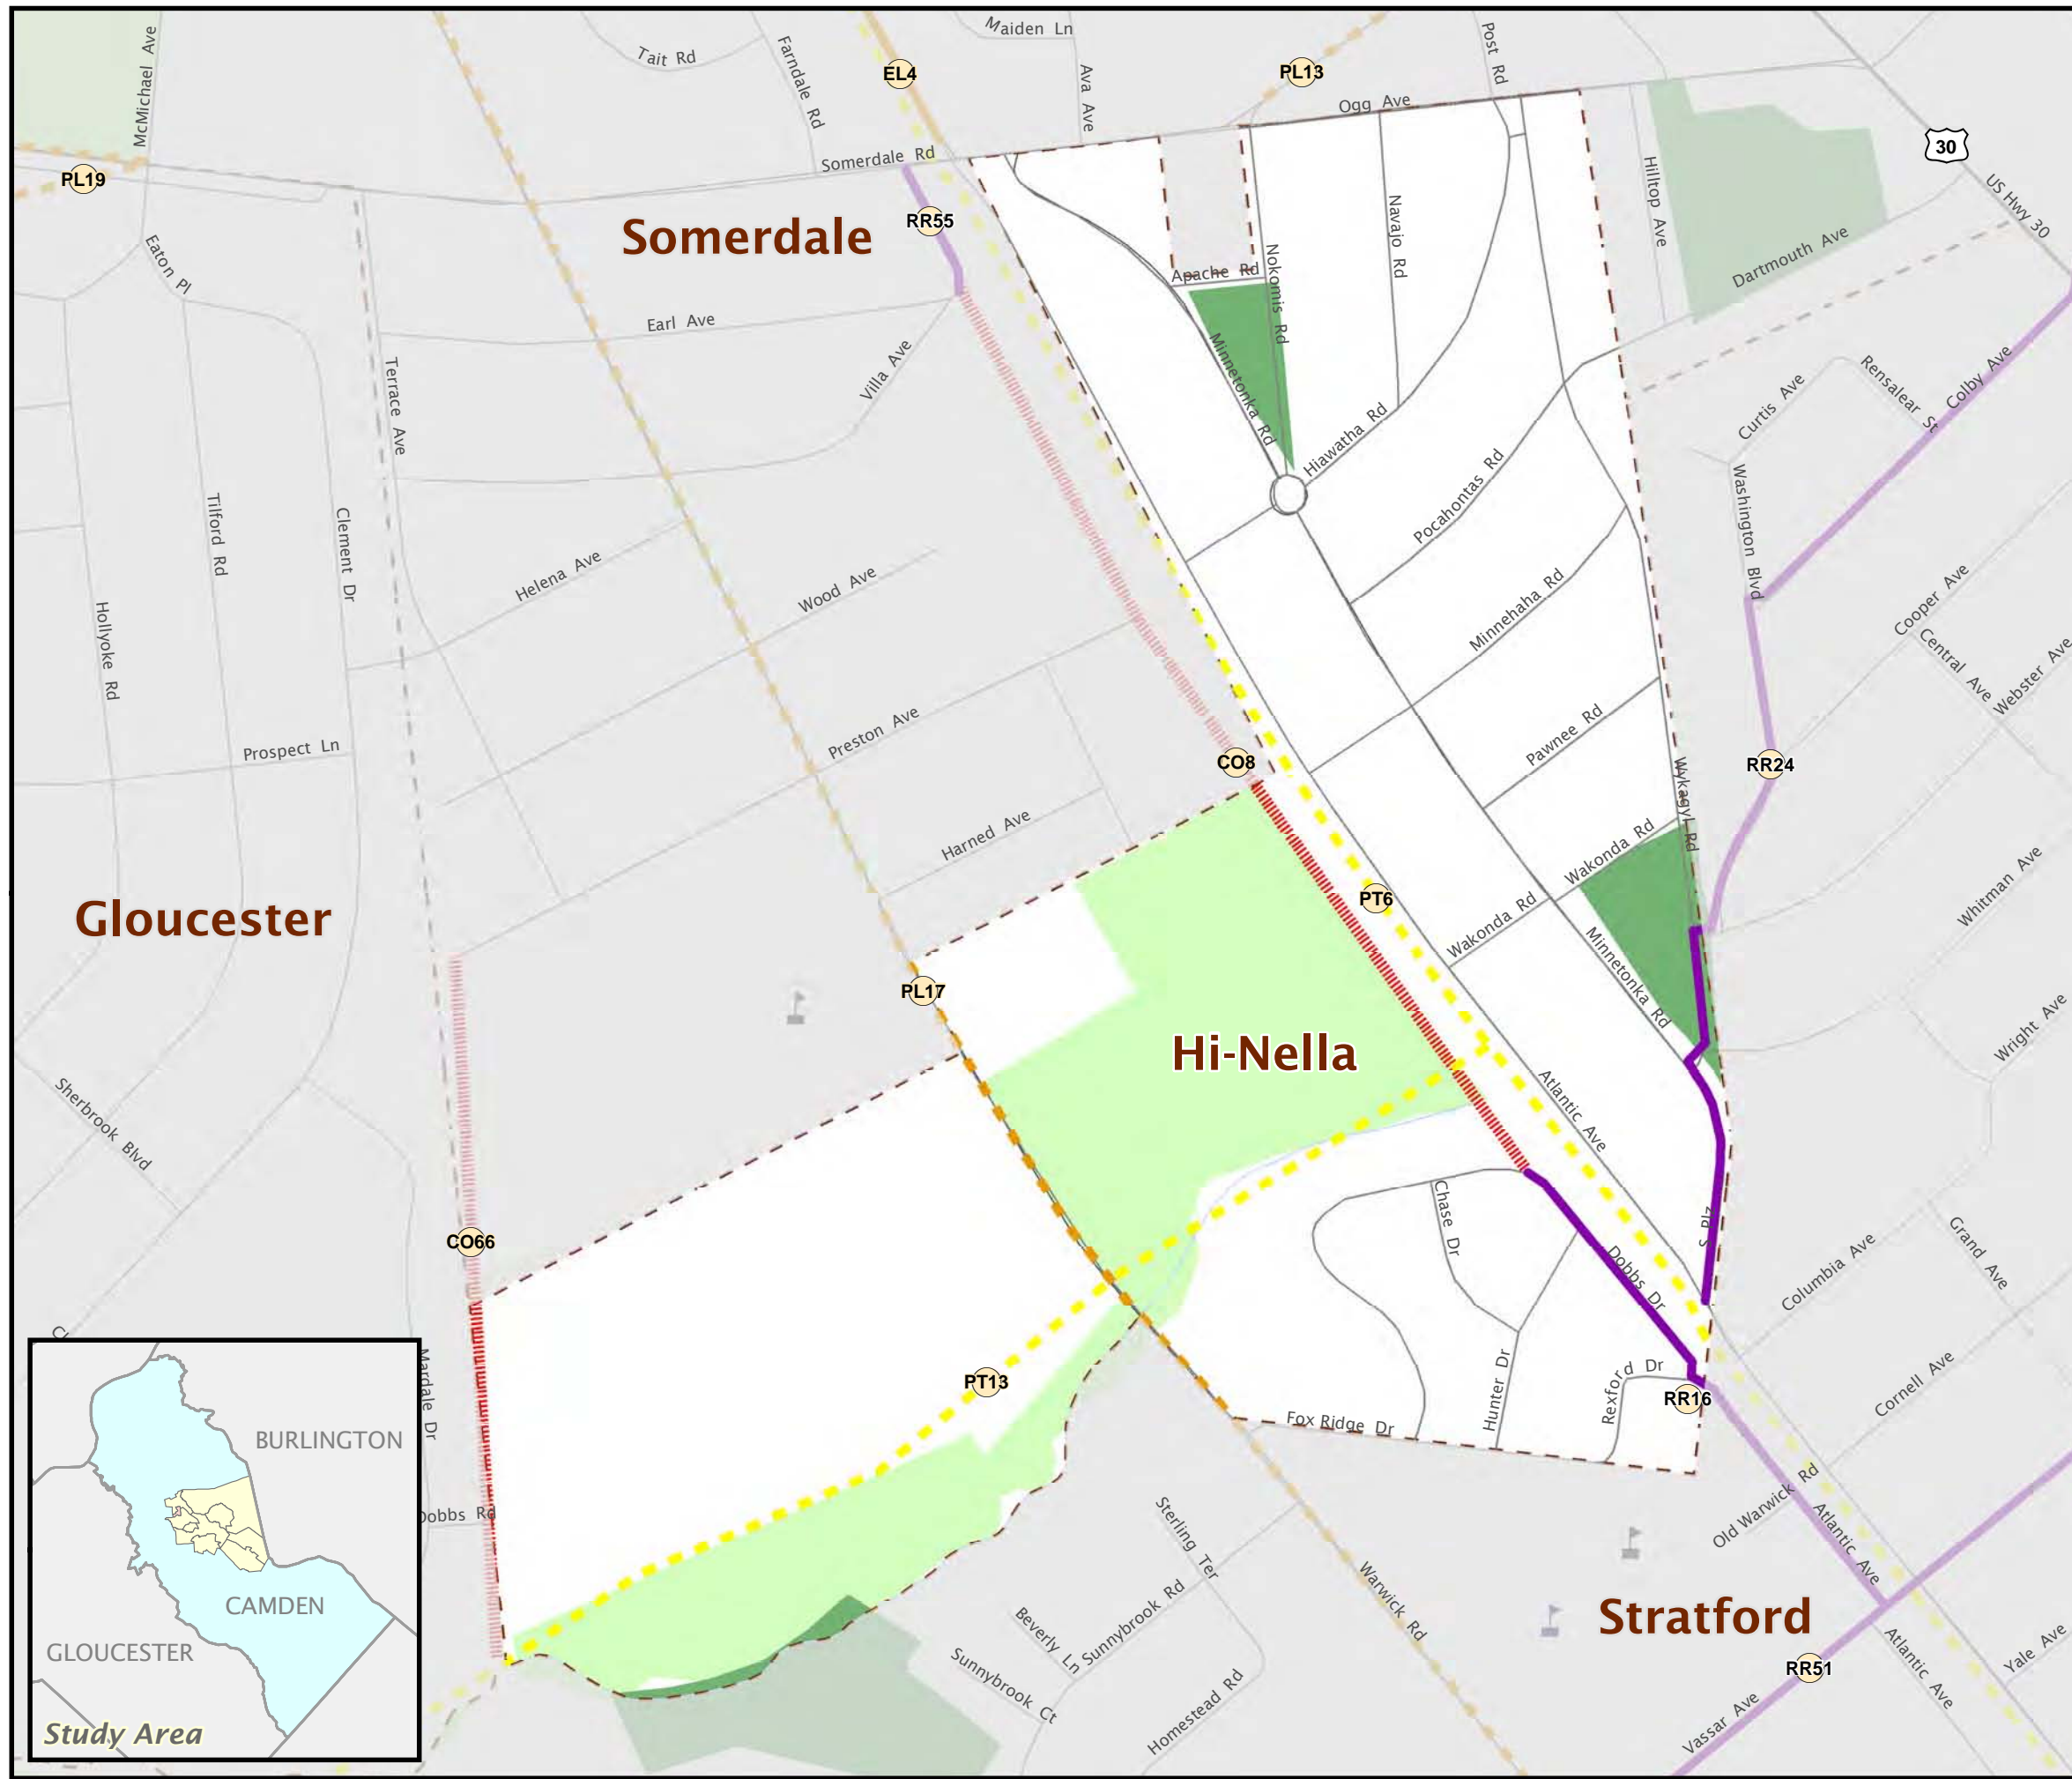 McMichael Ave
Tait Rd
Farndale Rd
EL4
Maiden Ln
Ava Ave
PL13
Post Rd
Ogg Ave
30
US Hwy 30
PL19
Somerdale Rd
RR55
Somerdale
Hilltop Ave
Dartmouth Ave
Eaton Pl
Navajo Rd
Apache Rd
Nokomis Rd
Minnetonka Rd
Earl Ave
Villa Ave
Terrace Ave
Hiawatha Rd
Pocahontas Rd
Curtis Ave
Rensalear St
Colby Ave
Washington Blvd
Tilford Rd
Clement Dr
Helena Ave
Wood Ave
Hollyoke Rd
Minnehaha Rd
Cooper Ave
Central Ave
Webster Ave
Prospect Ln
Preston Ave
CO8
Pawnee Rd
Wykagyl Rd
RR24
Harned Ave
Wakonda Rd
Wakonda Rd
PT6
Whitman Ave
Gloucester
Minnetonka Rd
PL17
Hi-Nella
Wright Ave
Sherbrook Blvd
Atlantic Ave
Chase Dr
CO66
Dobbs Dr
Columbia Ave
Grand Ave
PT13
Mardale Dr
Hunter Dr
Rexford Dr
RR16
Fox Ridge Dr
Cornell Ave
Dobbs Rd
Old Warwick Rd
Atlantic Ave
Sterling Ter
Warwick Rd
Beverly Ln
Sunnybrook Rd
Stratford
Sunnybrook Ct
Homestead Rd
RR51
Vassar Ave
Atlantic Ave
Yale Ave
BURLINGTON
CAMDEN
GLOUCESTER
Study Area